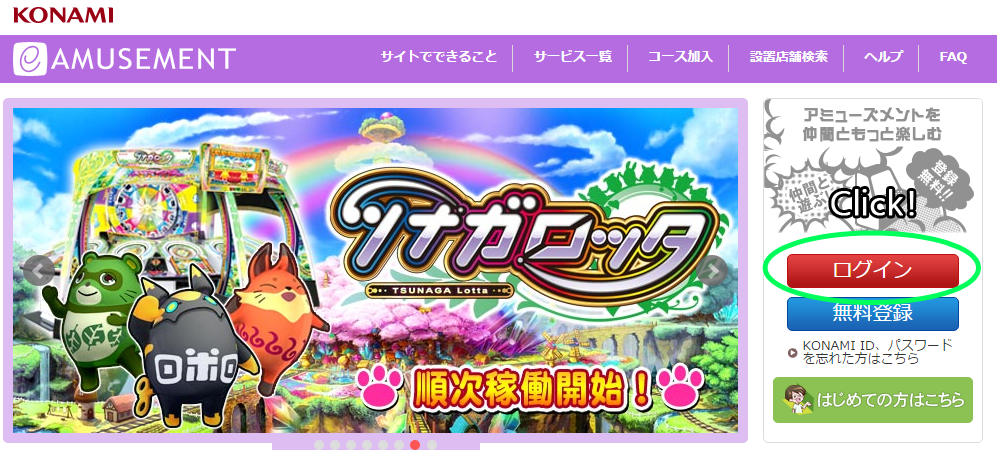 KONAMI
e AMUSEMENT
サイトでできること
サービス一覧
コース加入
設置店舗検索
ヘルプ
FAQ
ツナガロッタ
TSUNAGA Lotta
ロボロ
順次稼働開始！
アミューズメントを
仲間ともっと楽しむ
登録
無料!!
仲間と
遊ぶ
Click!
ログイン
無料登録
KONAMI ID、パスワード
を忘れた方はこちら
はじめての方はこちら